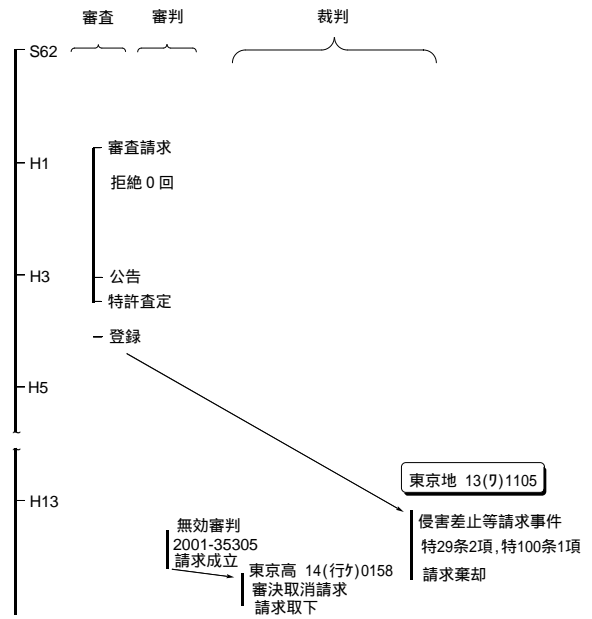 審査 審判 裁判
S62
審査請求
H1
拒絶0回
H3
公告
特許査定
登録
H5
東京地 13(ワ)1105
H13
侵害差止等請求事件
無効審判
特29条2項,特100条1項
2001-35305
請求成立
東京高 14(行ケ)0158
請求棄却
審決取消請求
請求取下